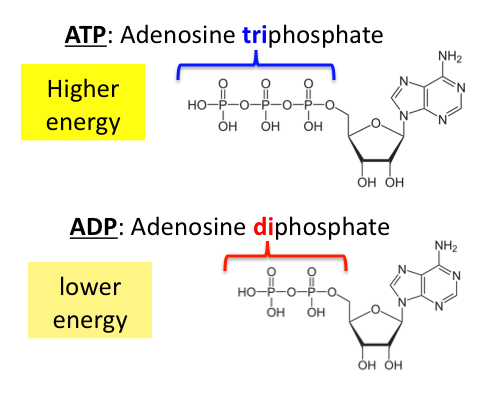 ATP: Adenosine triphosphate
Higher
energy
NH₂
O O O
HO P O P O P O
OH OH OH
N N
N N
O
OH OH
ADP: Adenosine diphosphate
lower
energy
NH₂
O O
HO P O P O
OH OH
N N
N N
O
OH OH